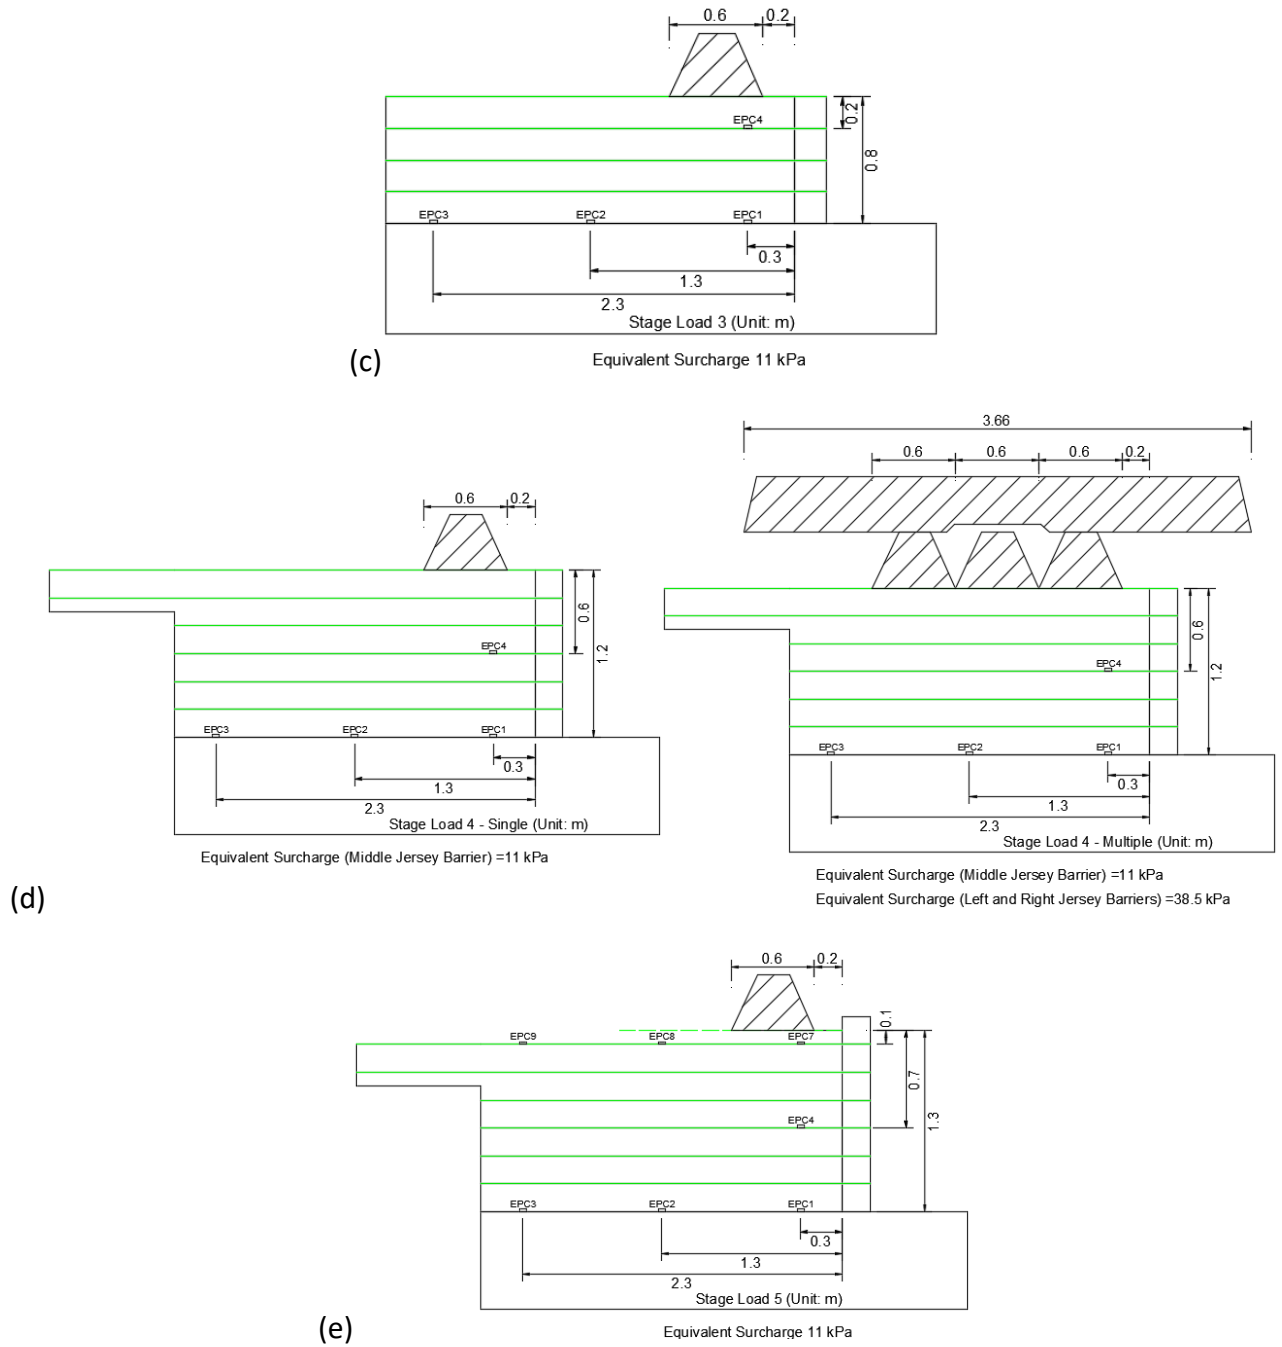 0.6 0.2
EPC4
0.2
0.8
EPC3 EPC2 EPC1
0.3
1.3
2.3
Stage Load 3 (Unit: m)
(c)
Equivalent Surcharge 11 kPa
0.6 0.2
EPC4
0.6
1.2
EPC3 EPC2 EPC1
0.3
1.3
2.3
Stage Load 4 - Single (Unit: m)
Equivalent Surcharge (Middle Jersey Barrier) =11 kPa
3.66
0.6 0.6 0.6 0.2
EPC4
0.6
1.2
EPC3 EPC2 EPC1
0.3
1.3
2.3
Stage Load 4 - Multiple (Unit: m)
Equivalent Surcharge (Middle Jersey Barrier) =11 kPa
Equivalent Surcharge (Left and Right Jersey Barriers) =38.5 kPa
(d)
0.6 0.2
0.1
EPC9 EPC8 EPC7
0.7
EPC4
1.3
EPC3 EPC2 EPC1
0.3
1.3
2.3
Stage Load 5 (Unit: m)
(e)
Equivalent Surcharge 11 kPa